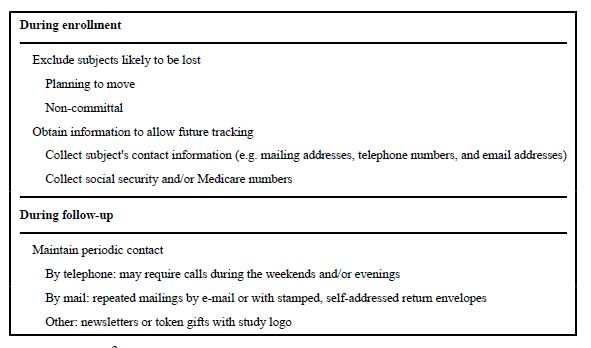 During enrollment
Exclude subjects likely to be lost
Planning to move
Non-committal
Obtain information to allow future tracking
Collect subject's contact information (e.g. mailing addresses, telephone numbers, and email addresses)
Collect social security and/or Medicare numbers
During follow-up
Maintain periodic contact
By telephone: may require calls during the weekends and/or evenings
By mail: repeated mailings by e-mail or with stamped, self-addressed return envelopes
Other: newsletters or token gifts with study logo